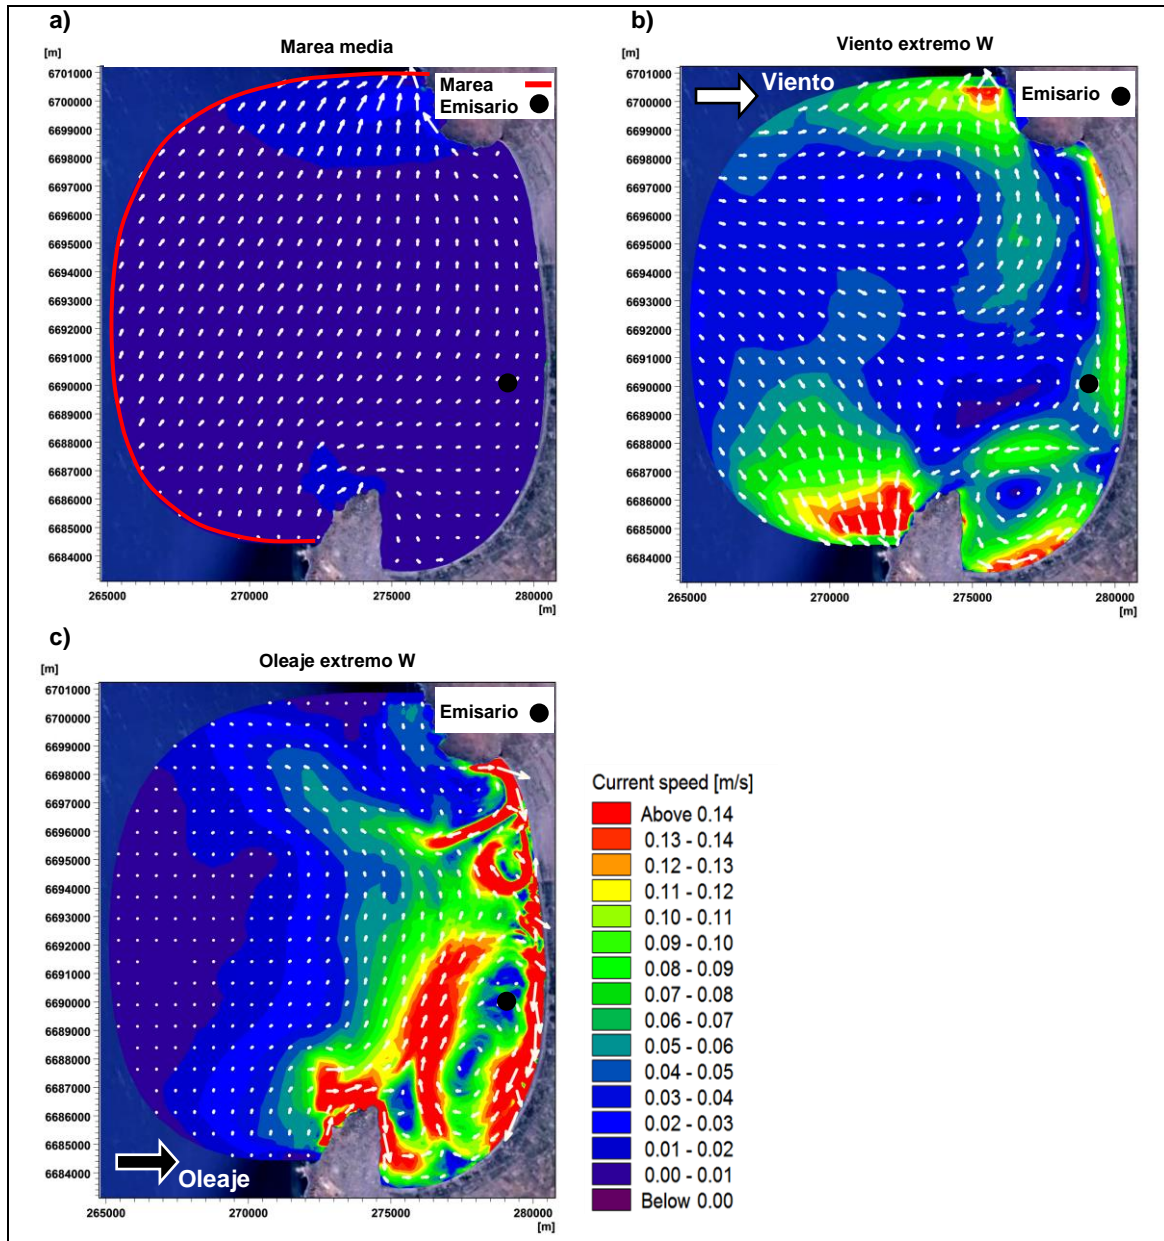 a)
Marea media
[m]
Marea
Emisario
6701000
6700000
6699000
6698000
6697000
6696000
6695000
6694000
6693000
6692000
6691000
6690000
6689000
6688000
6687000
6686000
6685000
6684000
265000 270000 275000 280000
[m]
b)
Viento extremo W
[m]
Viento
Emisario
6701000
6700000
6699000
6698000
6697000
6696000
6695000
6694000
6693000
6692000
6691000
6690000
6689000
6688000
6687000
6686000
6685000
6684000
265000 270000 275000 280000
[m]
c)
Oleaje extremo W
[m]
Emisario
6701000
6700000
6699000
6698000
6697000
6696000
6695000
6694000
6693000
6692000
6691000
6690000
6689000
6688000
6687000
6686000
6685000
6684000
Oleaje
265000 270000 275000 280000
[m]
Current speed [m/s]
Above 0.14
0.13 - 0.14
0.12 - 0.13
0.11 - 0.12
0.10 - 0.11
0.09 - 0.10
0.08 - 0.09
0.07 - 0.08
0.06 - 0.07
0.05 - 0.06
0.04 - 0.05
0.03 - 0.04
0.02 - 0.03
0.01 - 0.02
0.00 - 0.01
Below 0.00